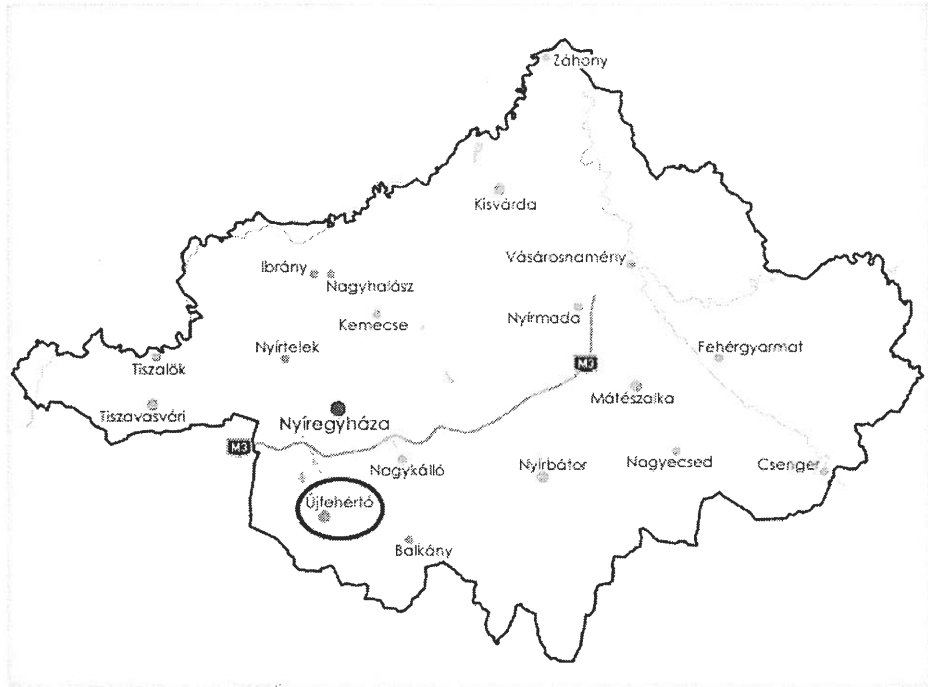 Záhony
Kisvárda
Vásárosnamény
Ibrány
Nagyhalász
Kemecse
Nyírmada
Nyírtelek
Fehérgyarmat
Tiszalök
M3
Mátészalka
Tiszavasvári
Nyíregyháza
M3
Nagykálló
Nyírbátor
Nagyecsed
Csenger
Újfehértó
Balkány